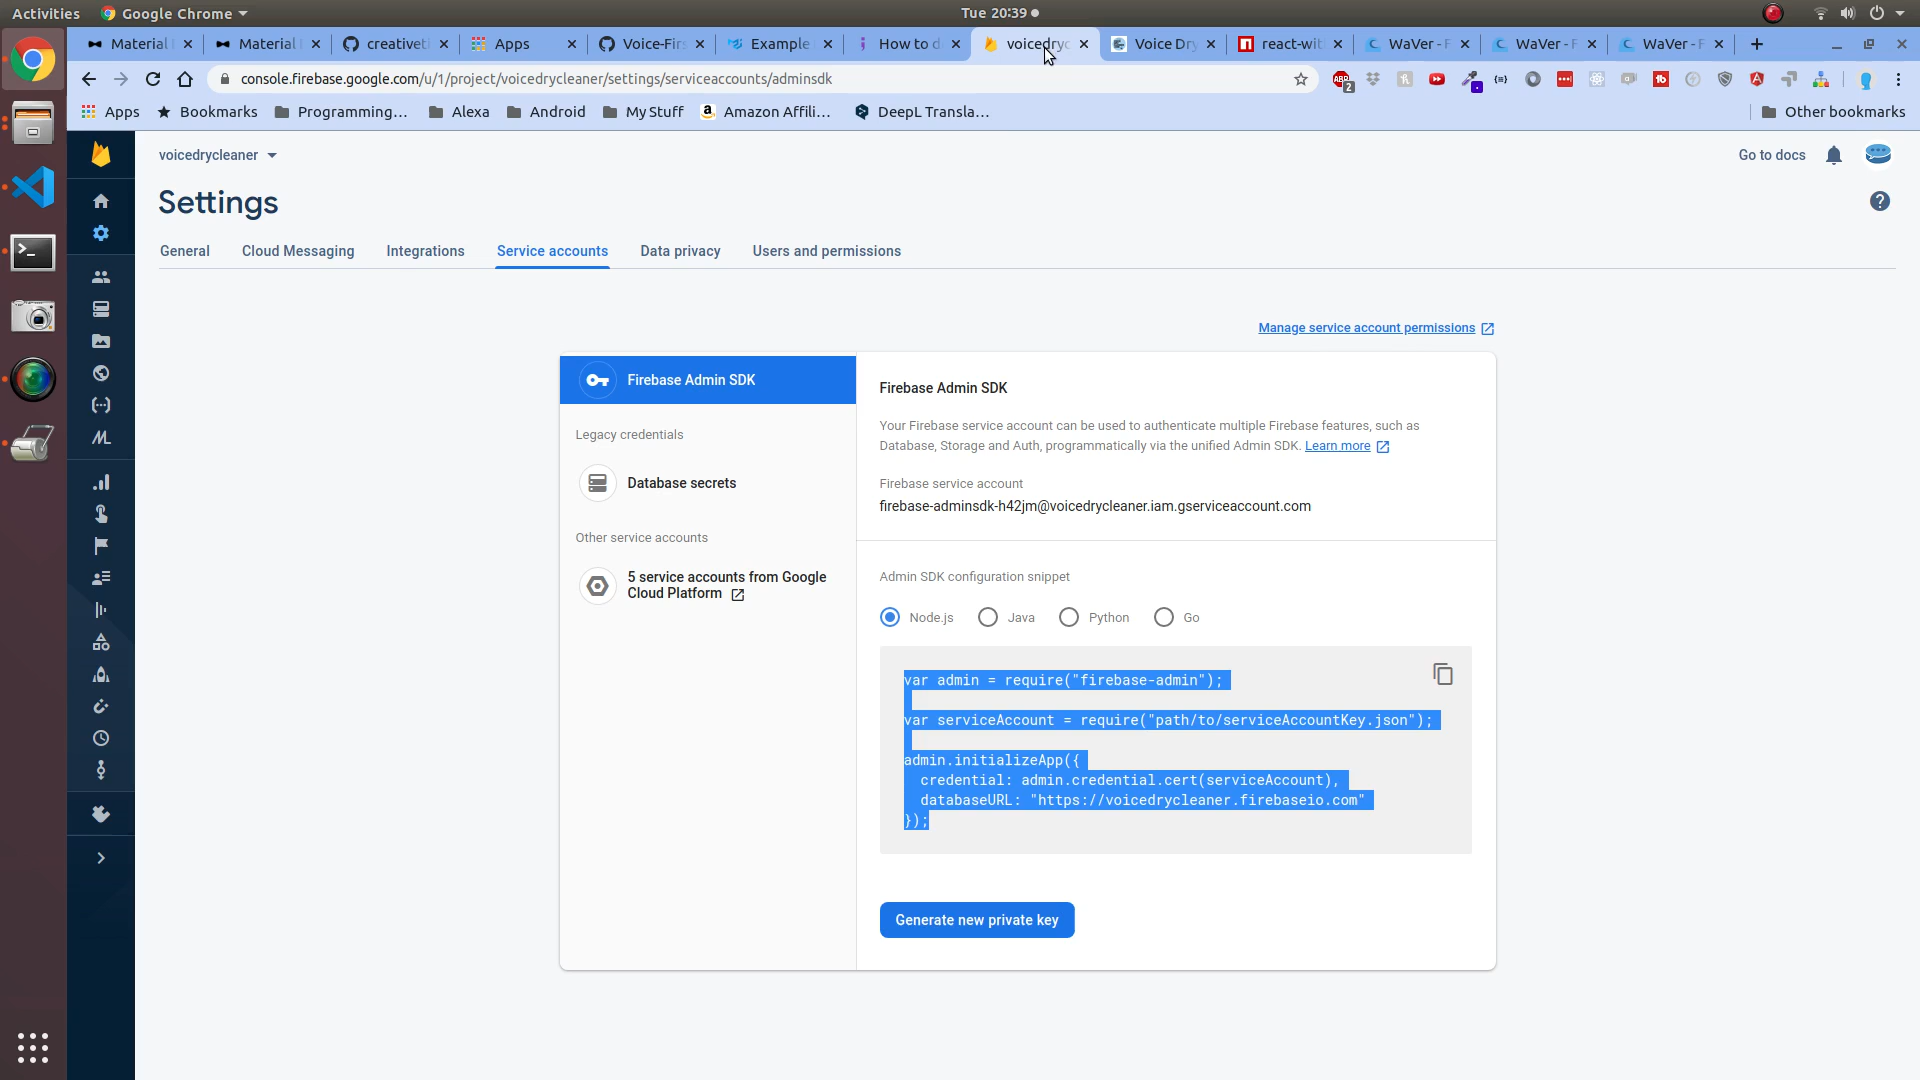 Activities
Google Chrome
Tue 20:39
Material
Material
creativet
Apps
Voice-Firs
Example
How to d
voicedryc
Voice Dry
react-wit
WaVer - F
WaVer - F
WaVer - F
console.firebase.google.com/u/1/project/voicedrycleaner/settings/serviceaccounts/adminsdk
Apps
Bookmarks
Programming...
Alexa
Android
My Stuff
Amazon Affili...
DeepL Transla...
Other bookmarks
voicedrycleaner
Go to docs
Settings
General
Cloud Messaging
Integrations
Service accounts
Data privacy
Users and permissions
Manage service account permissions
Firebase Admin SDK
Legacy credentials
Database secrets
Other service accounts
5 service accounts from Google
Cloud Platform
Firebase Admin SDK
Your Firebase service account can be used to authenticate multiple Firebase features, such as
Database, Storage and Auth, programmatically via the unified Admin SDK. Learn more
Firebase service account
firebase-adminsdk-h42jm@voicedrycleaner.iam.gserviceaccount.com
Admin SDK configuration snippet
Node.js
Java
Python
Go
var admin = require("firebase-admin");
var serviceAccount = require("path/to/serviceAccountKey.json");
admin.initializeApp({
credential: admin.credential.cert(serviceAccount),
databaseURL: "https://voicedrycleaner.firebaseio.com"
});
Generate new private key